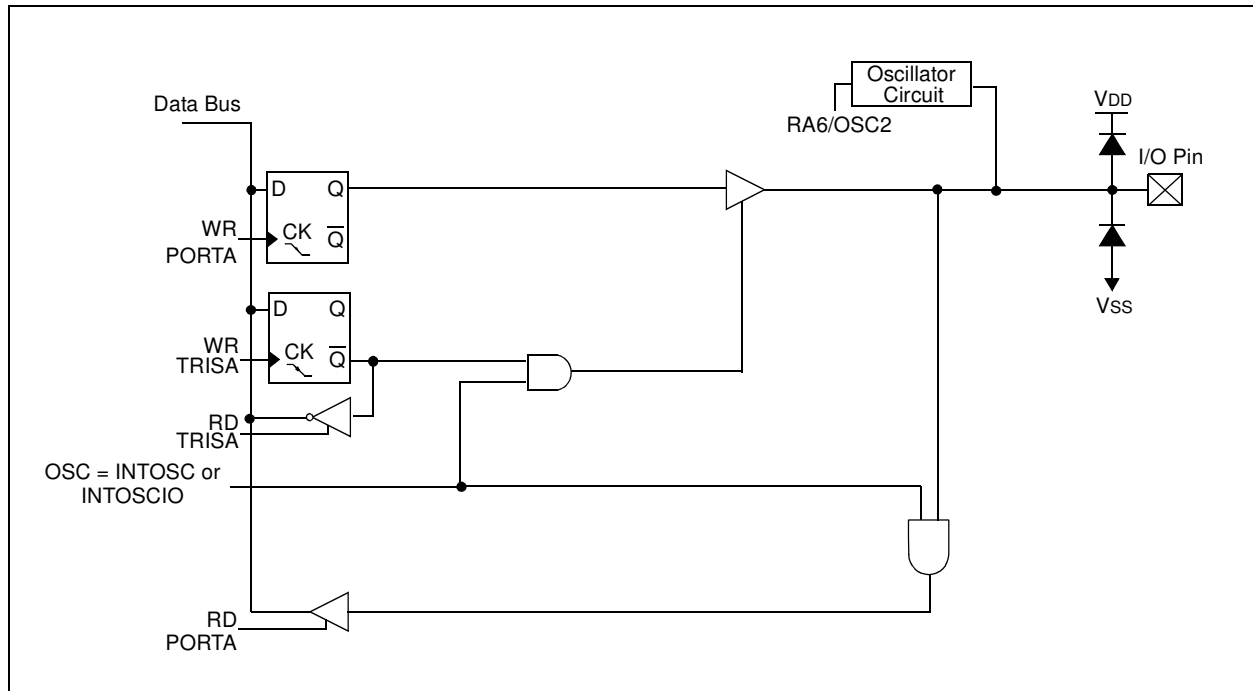 Oscillator
Circuit
RA6/OSC2
VDD
I/O Pin
VSS
Data Bus
D Q
CK Q̅
WR
PORTA
D Q
CK Q̅
WR
TRISA
RD
TRISA
OSC = INTOSC or
INTOSCIO
RD
PORTA